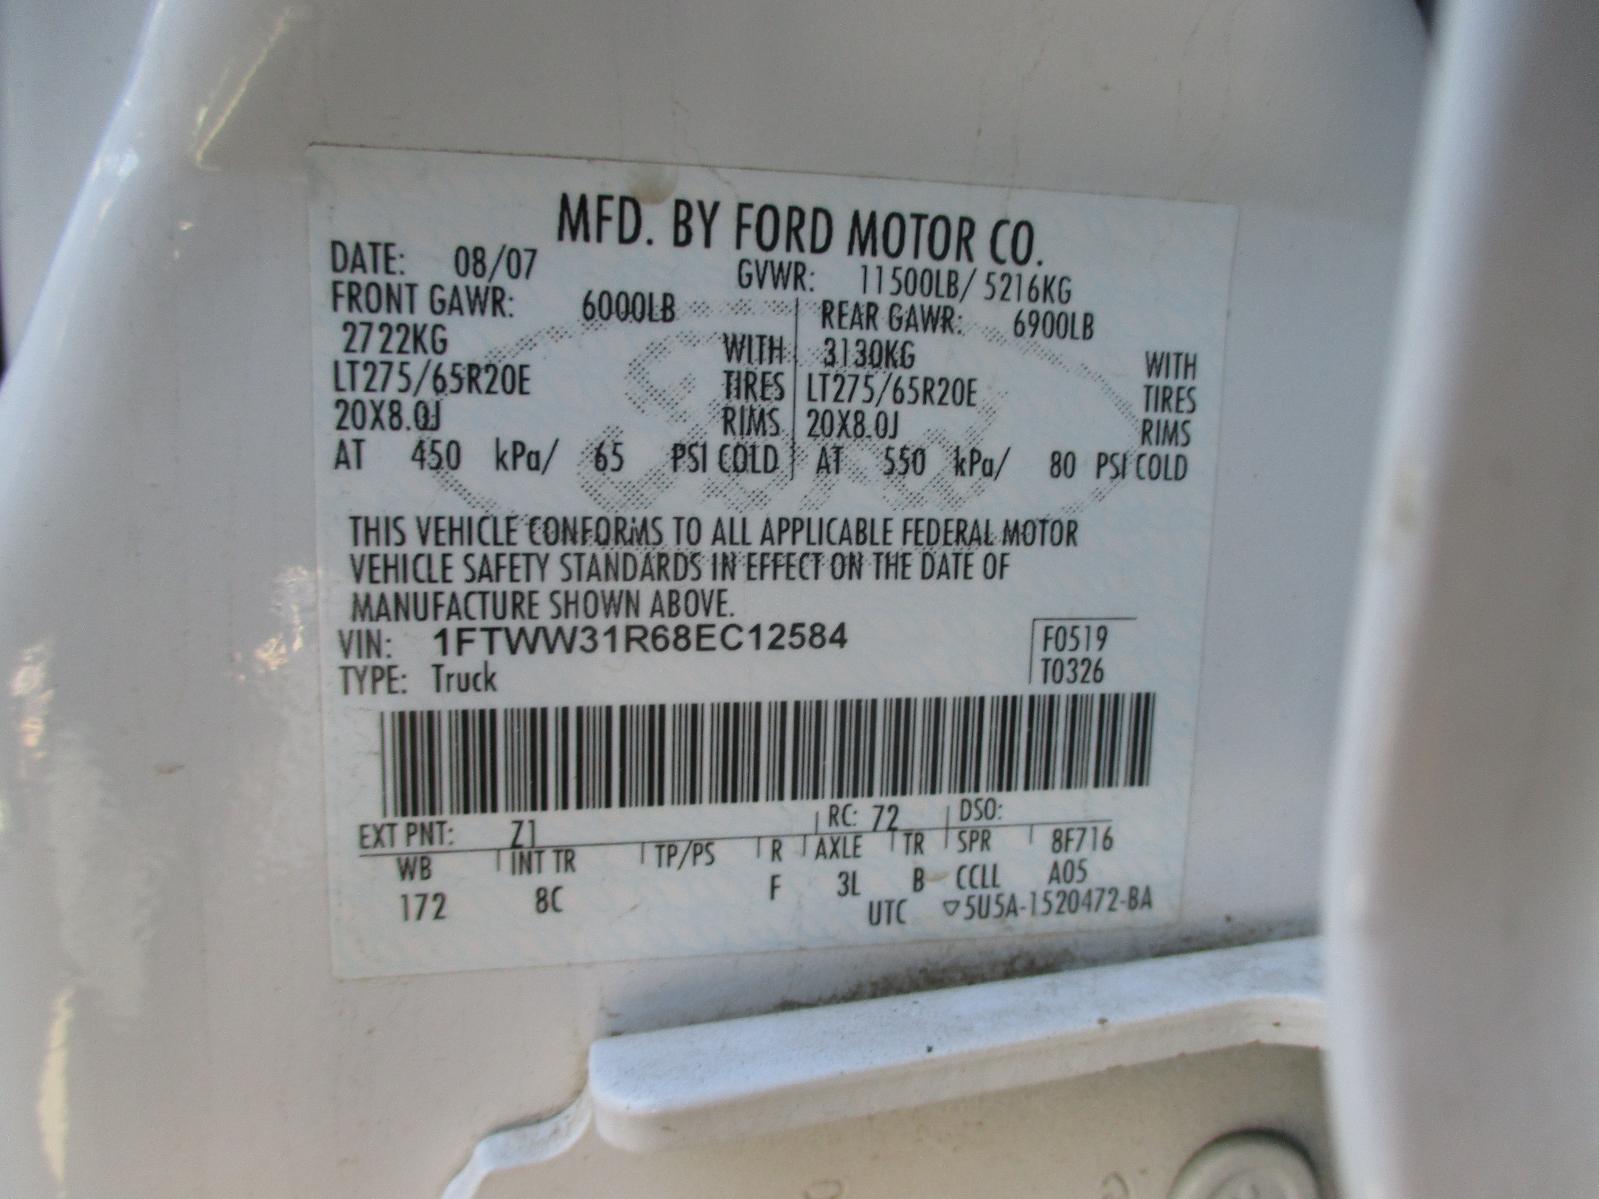 MFD. BY FORD MOTOR CO.
DATE: 08/07 GVWR: 11500LB/ 5216KG
FRONT GAWR: 6000LB REAR GAWR: 6900LB
2722KG WITH 3130KG WITH
LT275/65R20E TIRES LT275/65R20E TIRES
20X8.0J RIMS 20X8.0J RIMS
AT 450 kPa/ 65 PSI COLD AT 550 kPa/ 80 PSI COLD
THIS VEHICLE CONFORMS TO ALL APPLICABLE FEDERAL MOTOR
VEHICLE SAFETY STANDARDS IN EFFECT ON THE DATE OF
MANUFACTURE SHOWN ABOVE.
VIN: 1FTWW31R68EC12584 F0519
TYPE: Truck T0326
EXT PNT: Z1 RC: 72 DSO:
WB INT TR TP/PS R AXLE TR SPR 8F716
172 8C F 3L B CCLL A05
UTC ▽5U5A-1520472-BA